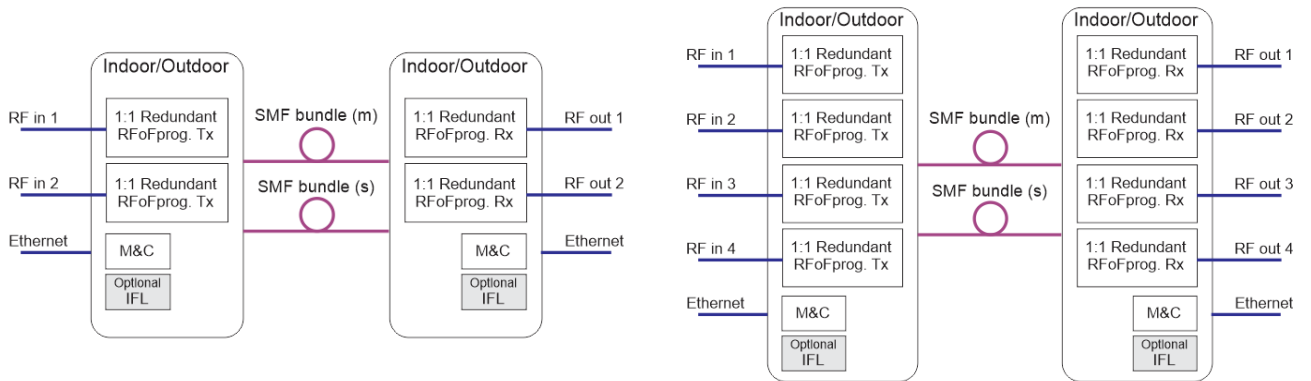 Indoor/Outdoor
Indoor/Outdoor
RF in 1
1:1 Redundant
RFoFprog. Tx
SMF bundle (m)
1:1 Redundant
RFoFprog. Rx
RF out 1
RF in 2
1:1 Redundant
RFoFprog. Tx
SMF bundle (s)
1:1 Redundant
RFoFprog. Rx
RF out 2
Ethernet
M&C
M&C
Ethernet
Optional
IFL
Optional
IFL
Indoor/Outdoor
Indoor/Outdoor
RF in 1
1:1 Redundant
RFoFprog. Tx
1:1 Redundant
RFoFprog. Rx
RF out 1
RF in 2
1:1 Redundant
RFoFprog. Tx
SMF bundle (m)
1:1 Redundant
RFoFprog. Rx
RF out 2
RF in 3
1:1 Redundant
RFoFprog. Tx
SMF bundle (s)
1:1 Redundant
RFoFprog. Rx
RF out 3
RF in 4
1:1 Redundant
RFoFprog. Tx
1:1 Redundant
RFoFprog. Rx
RF out 4
Ethernet
M&C
M&C
Ethernet
Optional
IFL
Optional
IFL